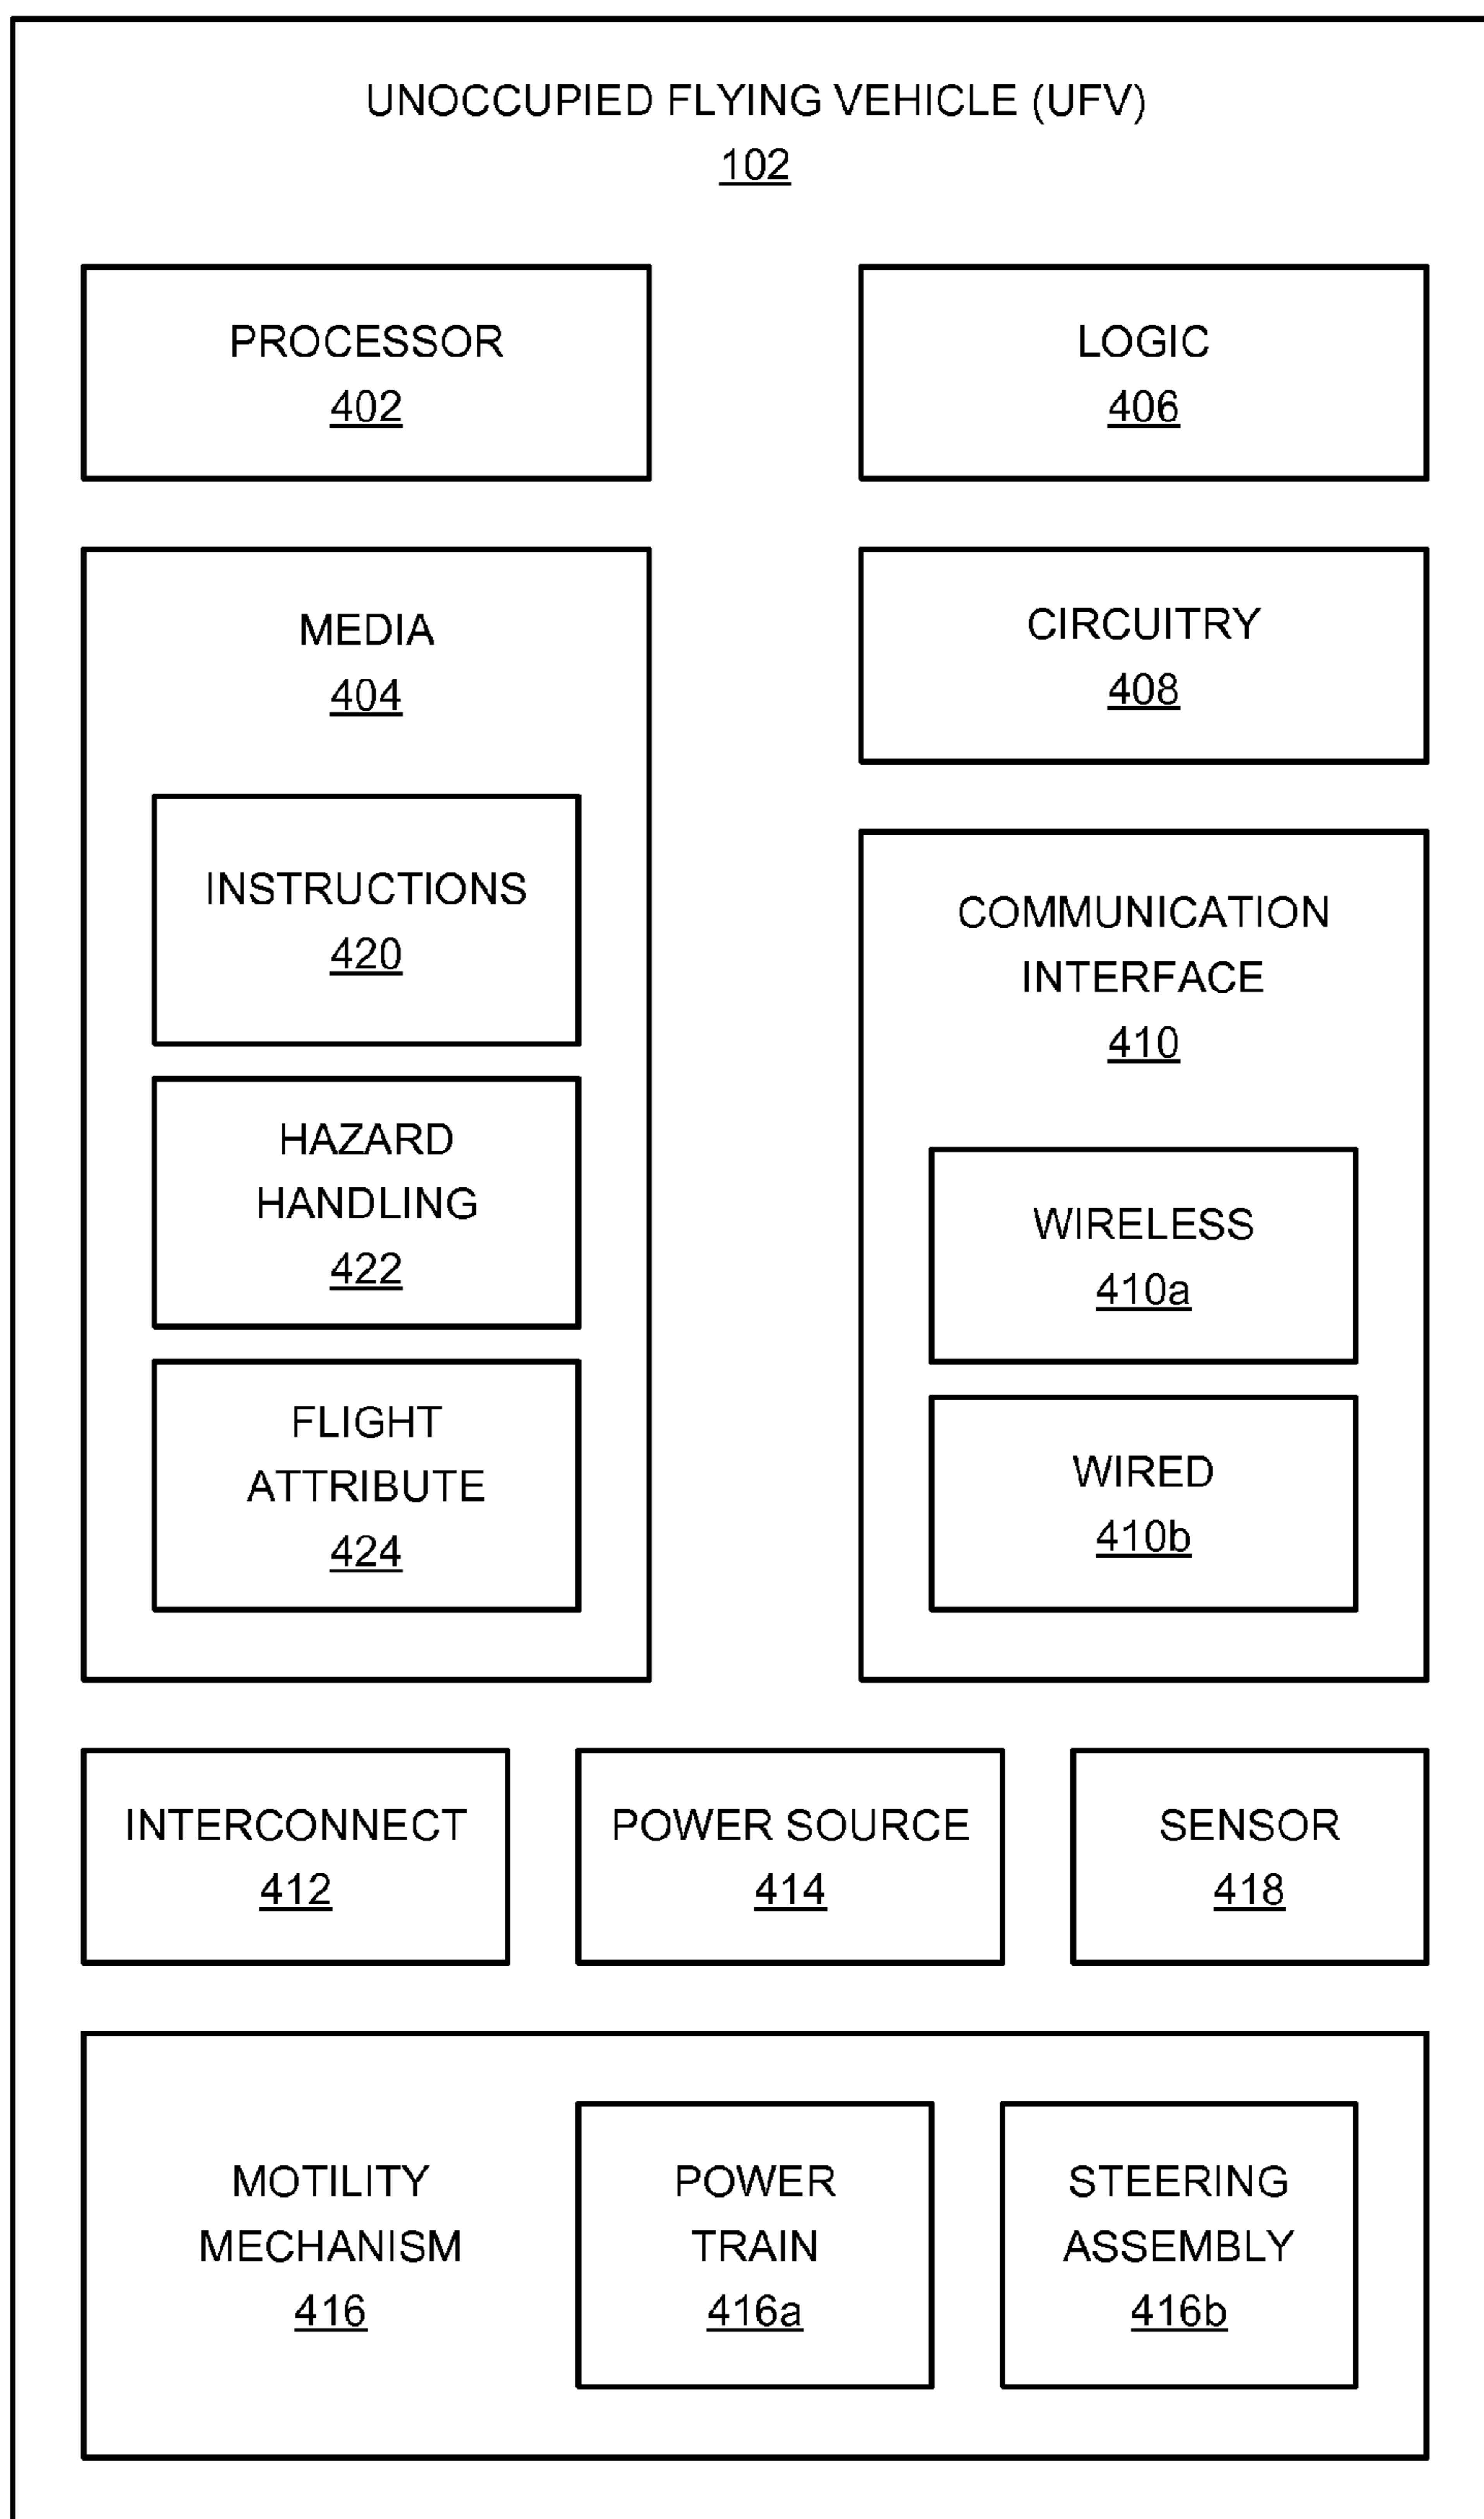 UNOCCUPIED FLYING VEHICLE (UFV)
102
PROCESSOR
402
LOGIC
406
MEDIA
404
INSTRUCTIONS
420
HAZARD
HANDLING
422
FLIGHT
ATTRIBUTE
424
CIRCUITRY
408
COMMUNICATION
INTERFACE
410
WIRELESS
410a
WIRED
410b
INTERCONNECT
412
POWER SOURCE
414
SENSOR
418
MOTILITY
MECHANISM
416
POWER
TRAIN
416a
STEERING
ASSEMBLY
416b